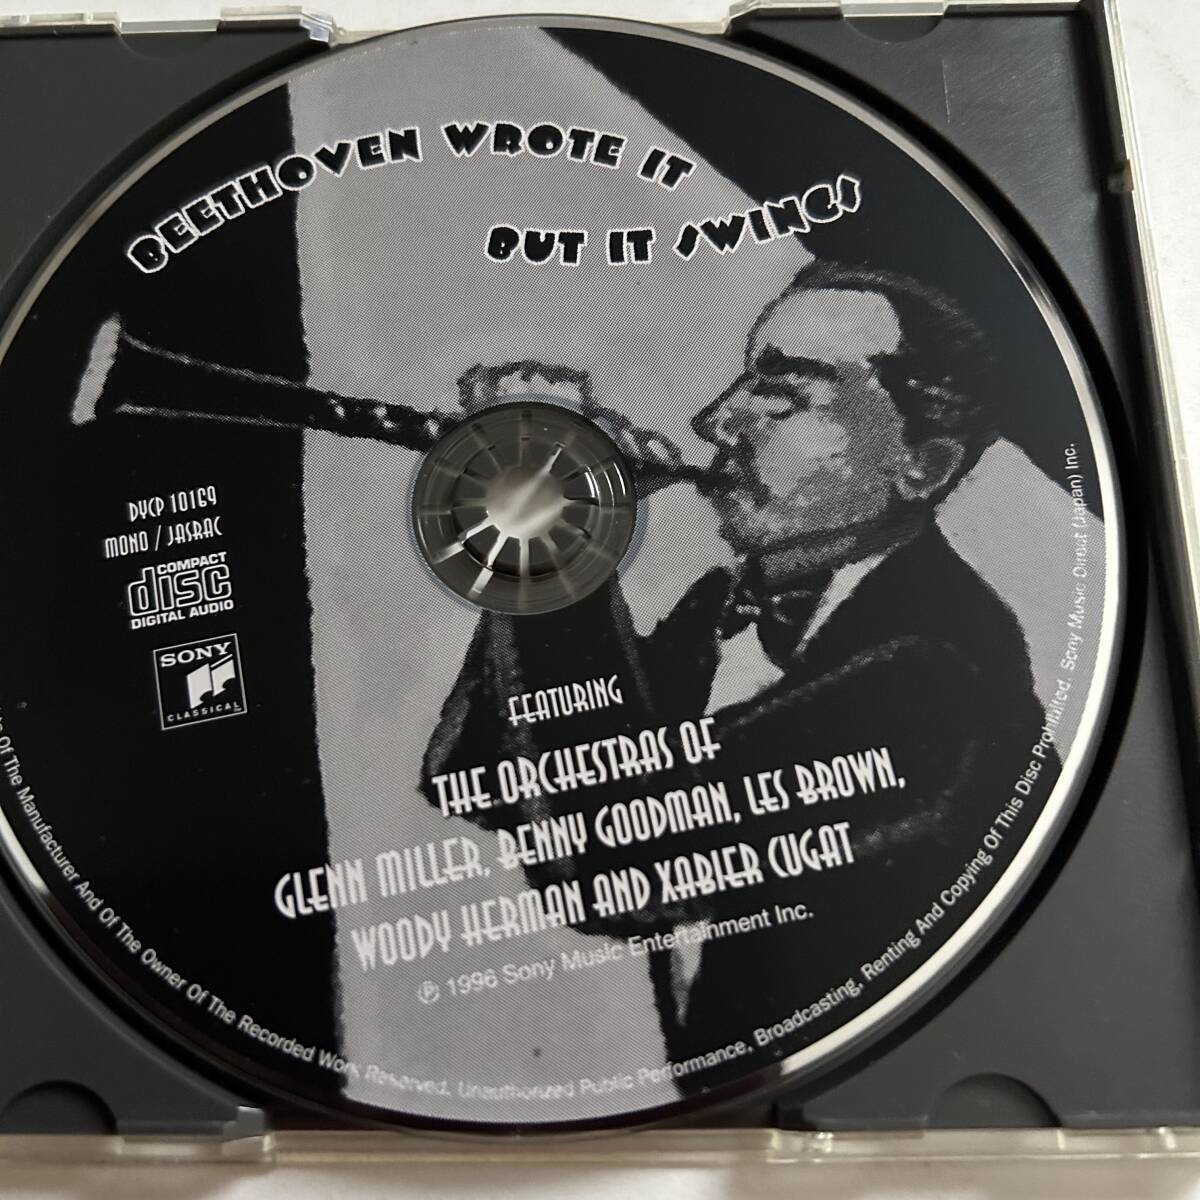 BEETHOVEN WROTE IT
BUT IT SWINGS
DYCP 10169
MONO / JASRAC
COMPACT
disc
DIGITAL AUDIO
SONY
CLASSICAL
FEATURING
THE ORCHESTRAS OF
GLENN MILLER, BENNY GOODMAN, LES BROWN,
WOODY HERMAN AND XABIER CUGAT
℗ 1996 Sony Music Entertainment Inc.
Of The Manufacturer And Of The Owner Of The Recorded Work Reserved. Unauthorized Public Performance, Broadcasting, Renting And Copying Of This Disc Prohibited. Sony Music Direct (Japan) Inc.